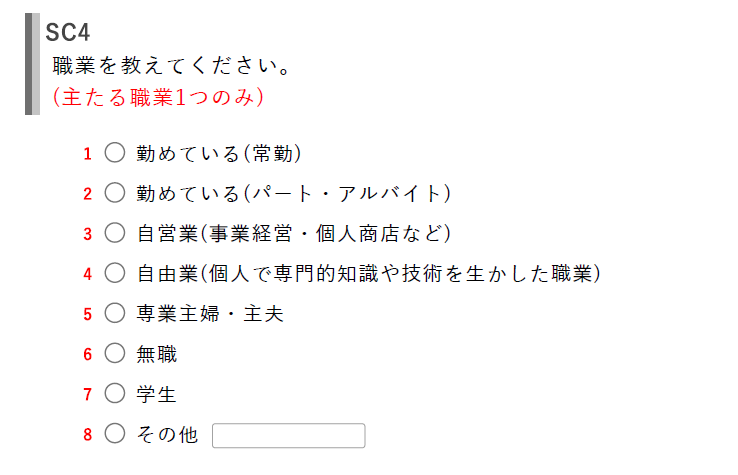 SC4
職業を教えてください。
(主たる職業1つのみ)
1 勤めている(常勤)
2 勤めている(パート・アルバイト)
3 自営業(事業経営・個人商店など)
4 自由業(個人で専門的知識や技術を生かした職業)
5 専業主婦・主夫
6 無職
7 学生
8 その他